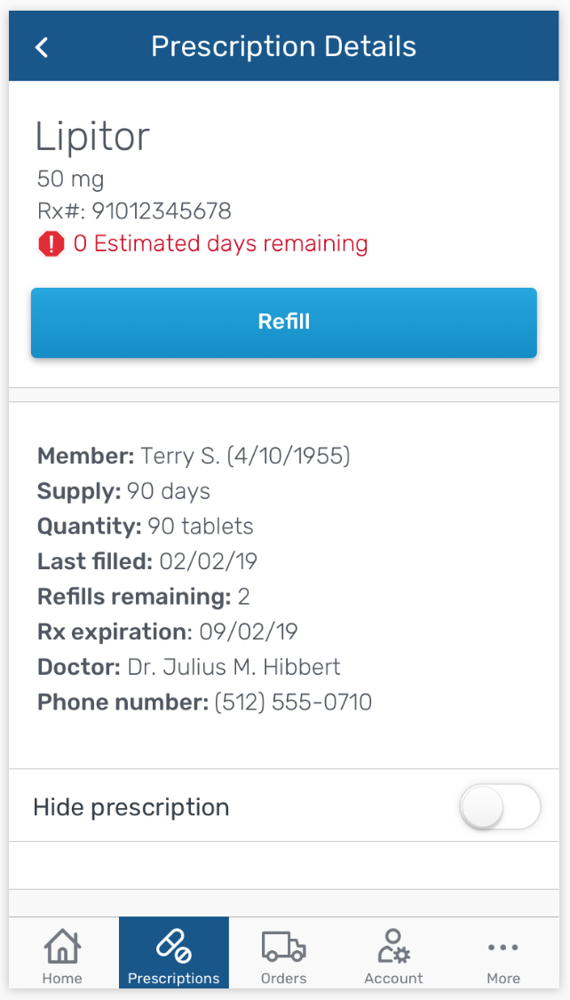 Prescription Details
Lipitor
50 mg
Rx#: 91012345678
0 Estimated days remaining
Refill
Member: Terry S. (4/10/1955)
Supply: 90 days
Quantity: 90 tablets
Last filled: 02/02/19
Refills remaining: 2
Rx expiration: 09/02/19
Doctor: Dr. Julius M. Hibbert
Phone number: (512) 555-0710
Hide prescription
Home Prescriptions Orders Account More